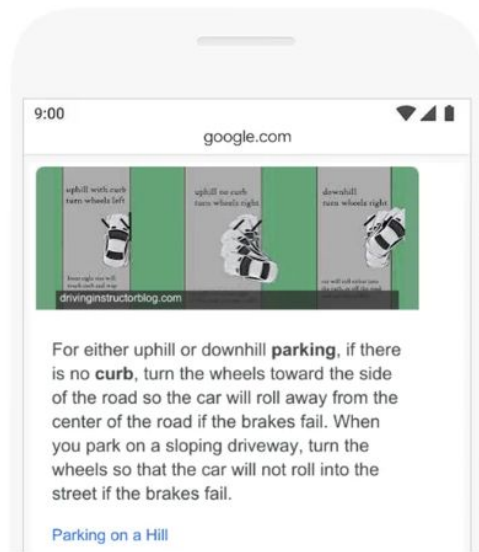 9:00
google.com
uphill with curb
turn wheels left
uphill no curb
turn wheels right
downhill
turn wheels right
drivinginstructorblog.com
For either uphill or downhill parking, if there
is no curb, turn the wheels toward the side
of the road so the car will roll away from the
center of the road if the brakes fail. When
you park on a sloping driveway, turn the
wheels so that the car will not roll into the
street if the brakes fail.
Parking on a Hill